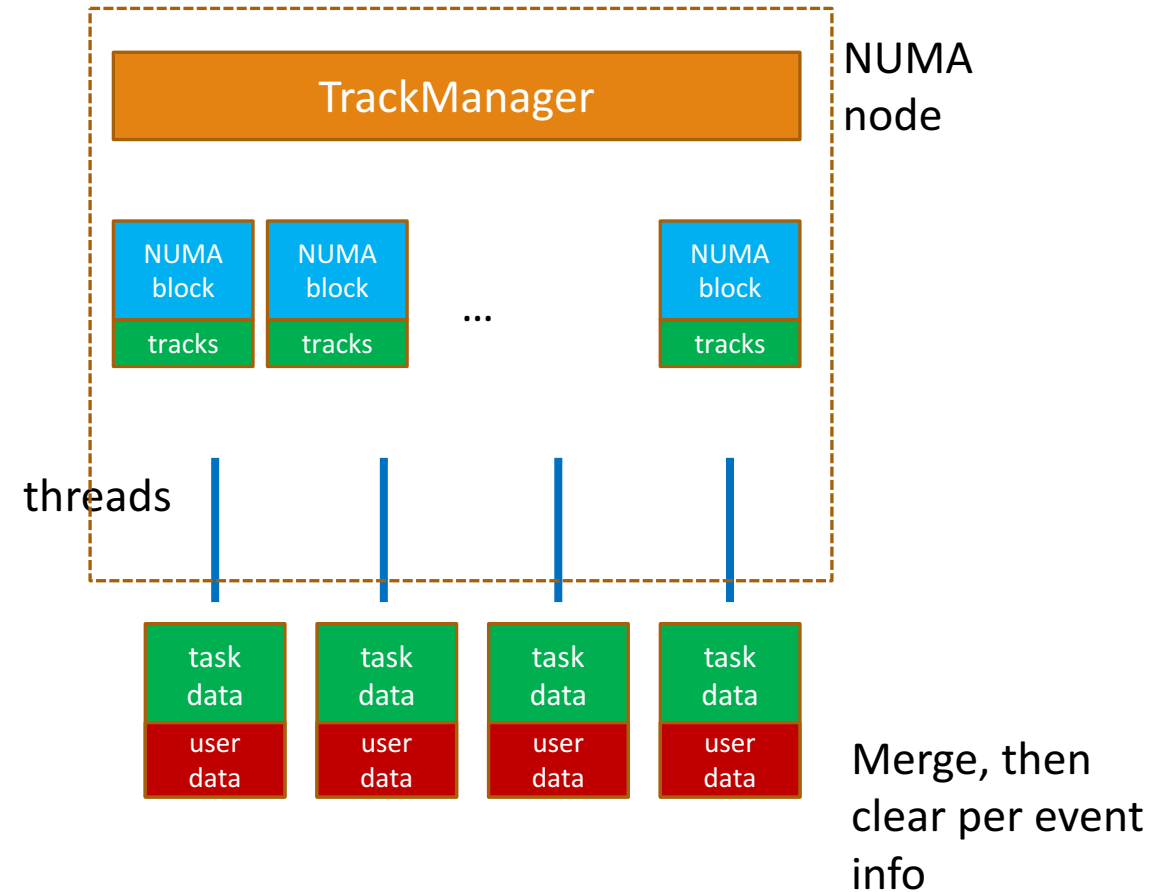 TrackManager
NUMA
node
NUMA
block
tracks
NUMA
block
tracks
...
NUMA
block
tracks
threads
task
data
user
data
task
data
user
data
task
data
user
data
task
data
user
data
Merge, then
clear per event
info